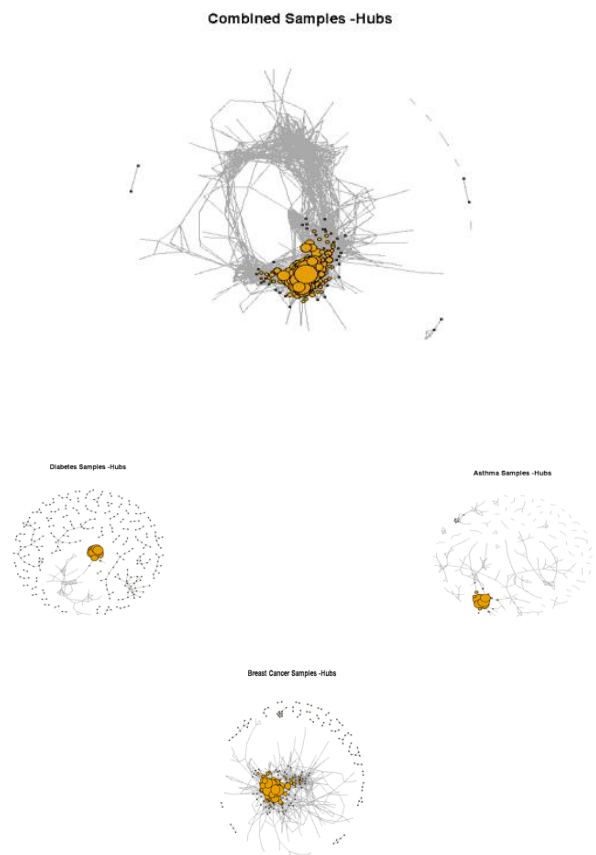 Combined Samples -Hubs
Diabetes Samples -Hubs
Asthma Samples -Hubs
Breast Cancer Samples -Hubs